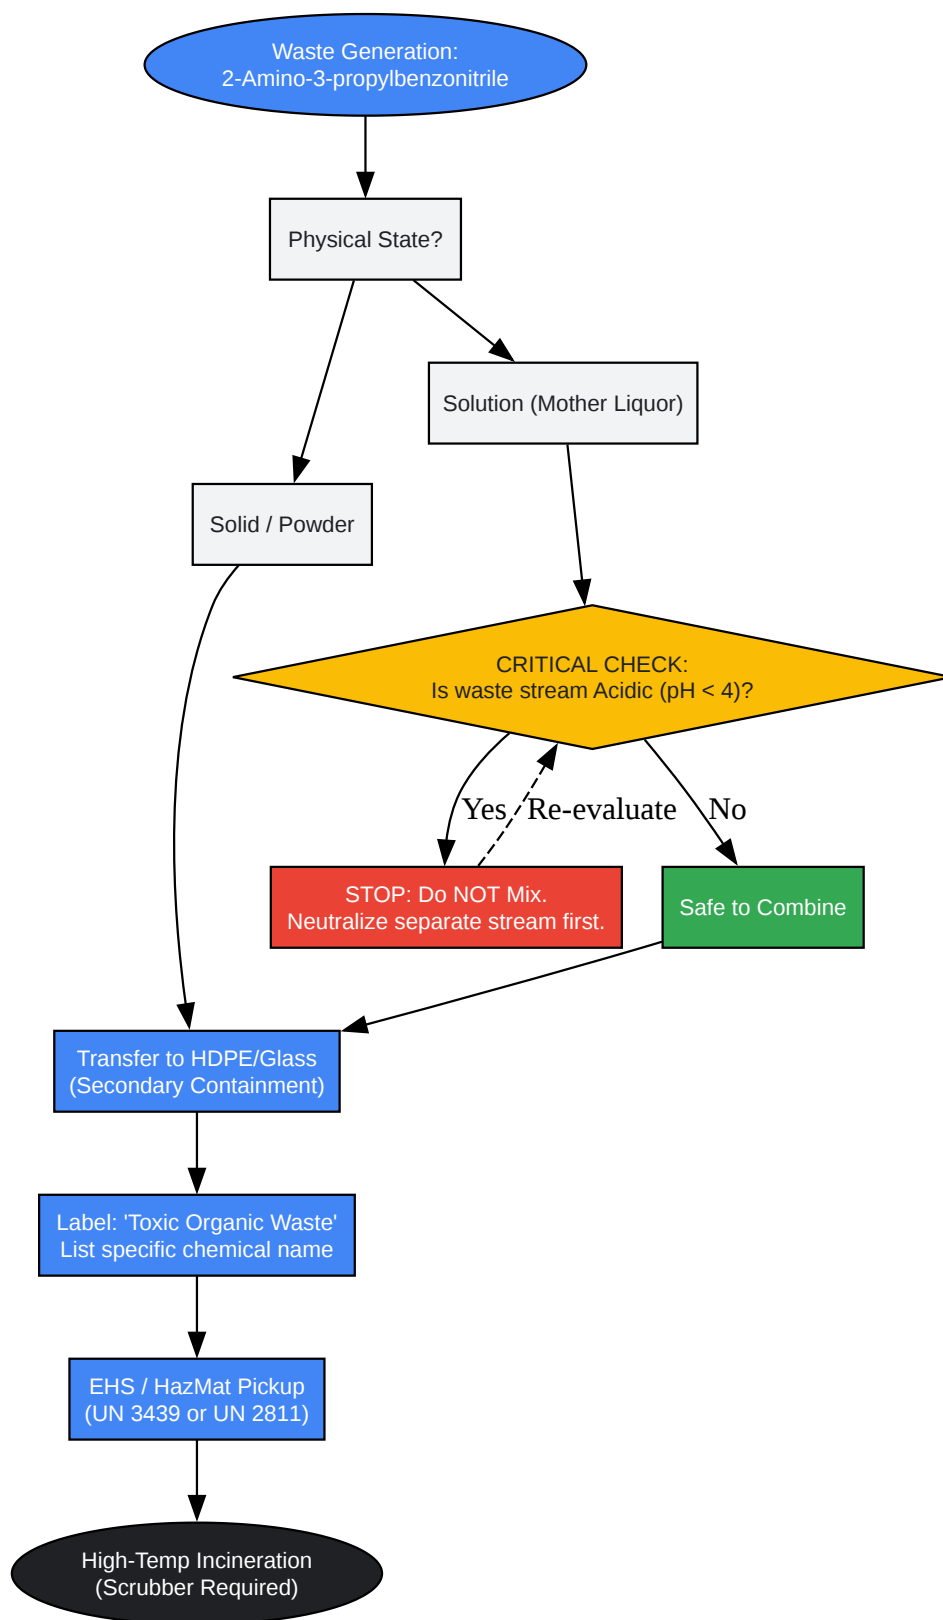 Waste Generation:
2-Amino-3-propylbenzonitrile
Physical State?
Solution (Mother Liquor)
Solid / Powder
CRITICAL CHECK:
Is waste stream Acidic (pH < 4)?
Yes
Re-evaluate
No
STOP: Do NOT Mix.
Neutralize separate stream first.
Safe to Combine
Transfer to HDPE/Glass
(Secondary Containment)
Label: 'Toxic Organic Waste'
List specific chemical name
EHS / HazMat Pickup
(UN 3439 or UN 2811)
High-Temp Incineration
(Scrubber Required)